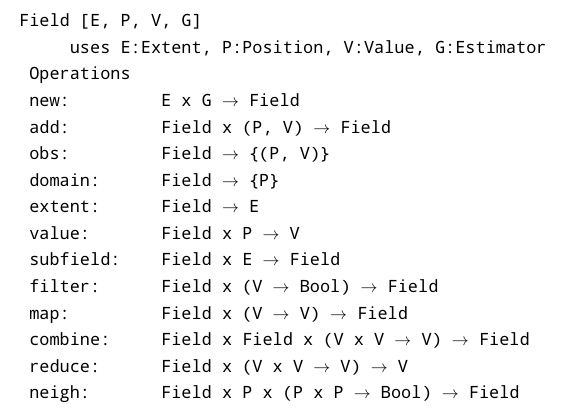 Field [E, P, V, G]
uses E:Extent, P:Position, V:Value, G:Estimator
Operations
new: E x G → Field
add: Field x (P, V) → Field
obs: Field → {(P, V)}
domain: Field → {P}
extent: Field → E
value: Field x P → V
subfield: Field x E → Field
filter: Field x (V → Bool) → Field
map: Field x (V → V) → Field
combine: Field x Field x (V x V → V) → Field
reduce: Field x (V x V → V) → V
neigh: Field x P x (P x P → Bool) → Field